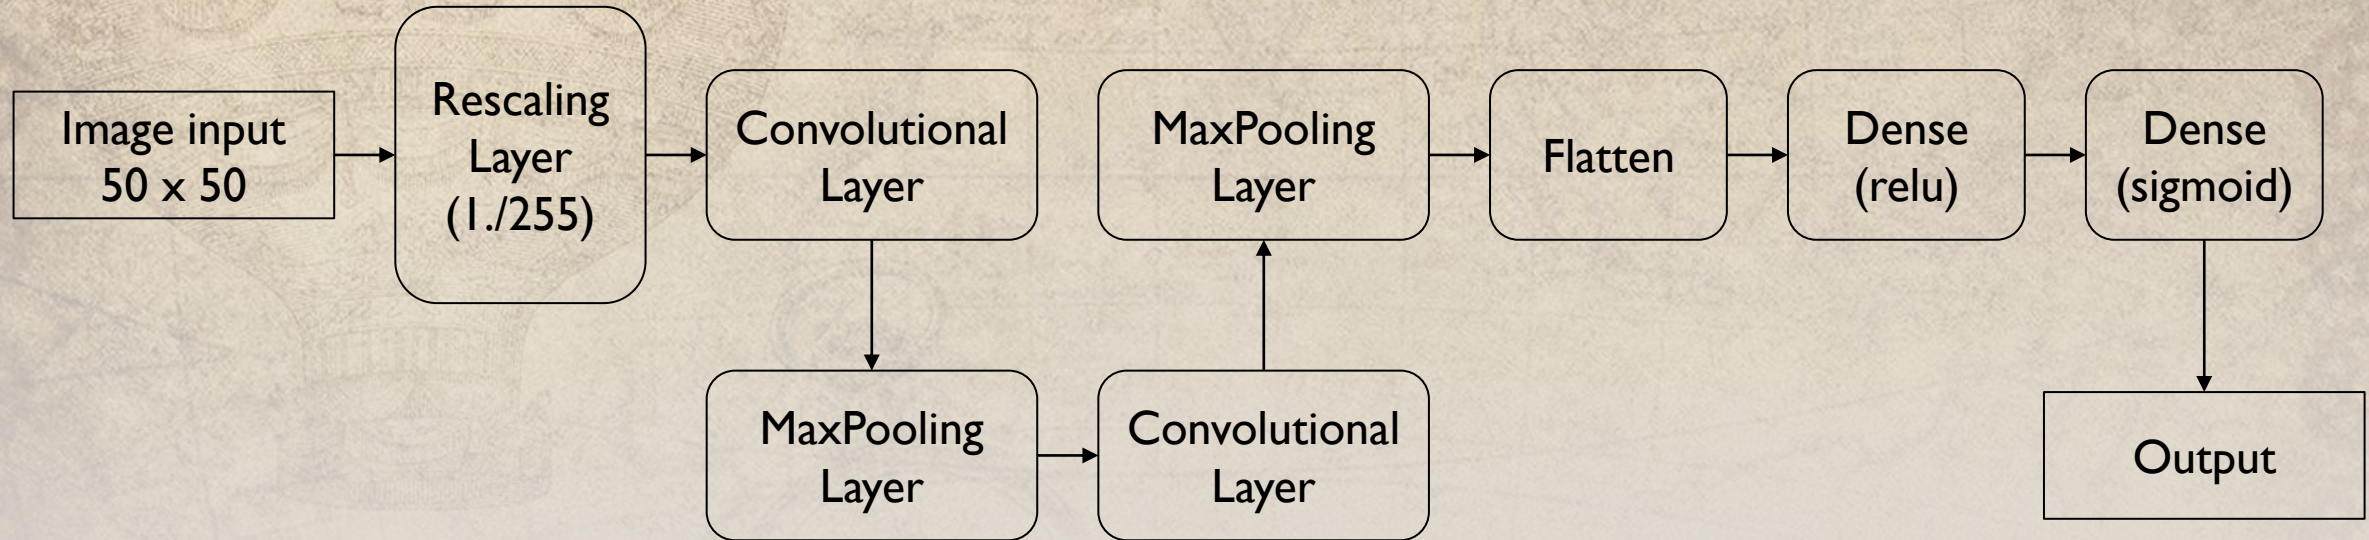 Image input
50 x 50
Rescaling
Layer
(1./255)
Convolutional
Layer
MaxPooling
Layer
Convolutional
Layer
MaxPooling
Layer
Flatten
Dense
(relu)
Dense
(sigmoid)
Output